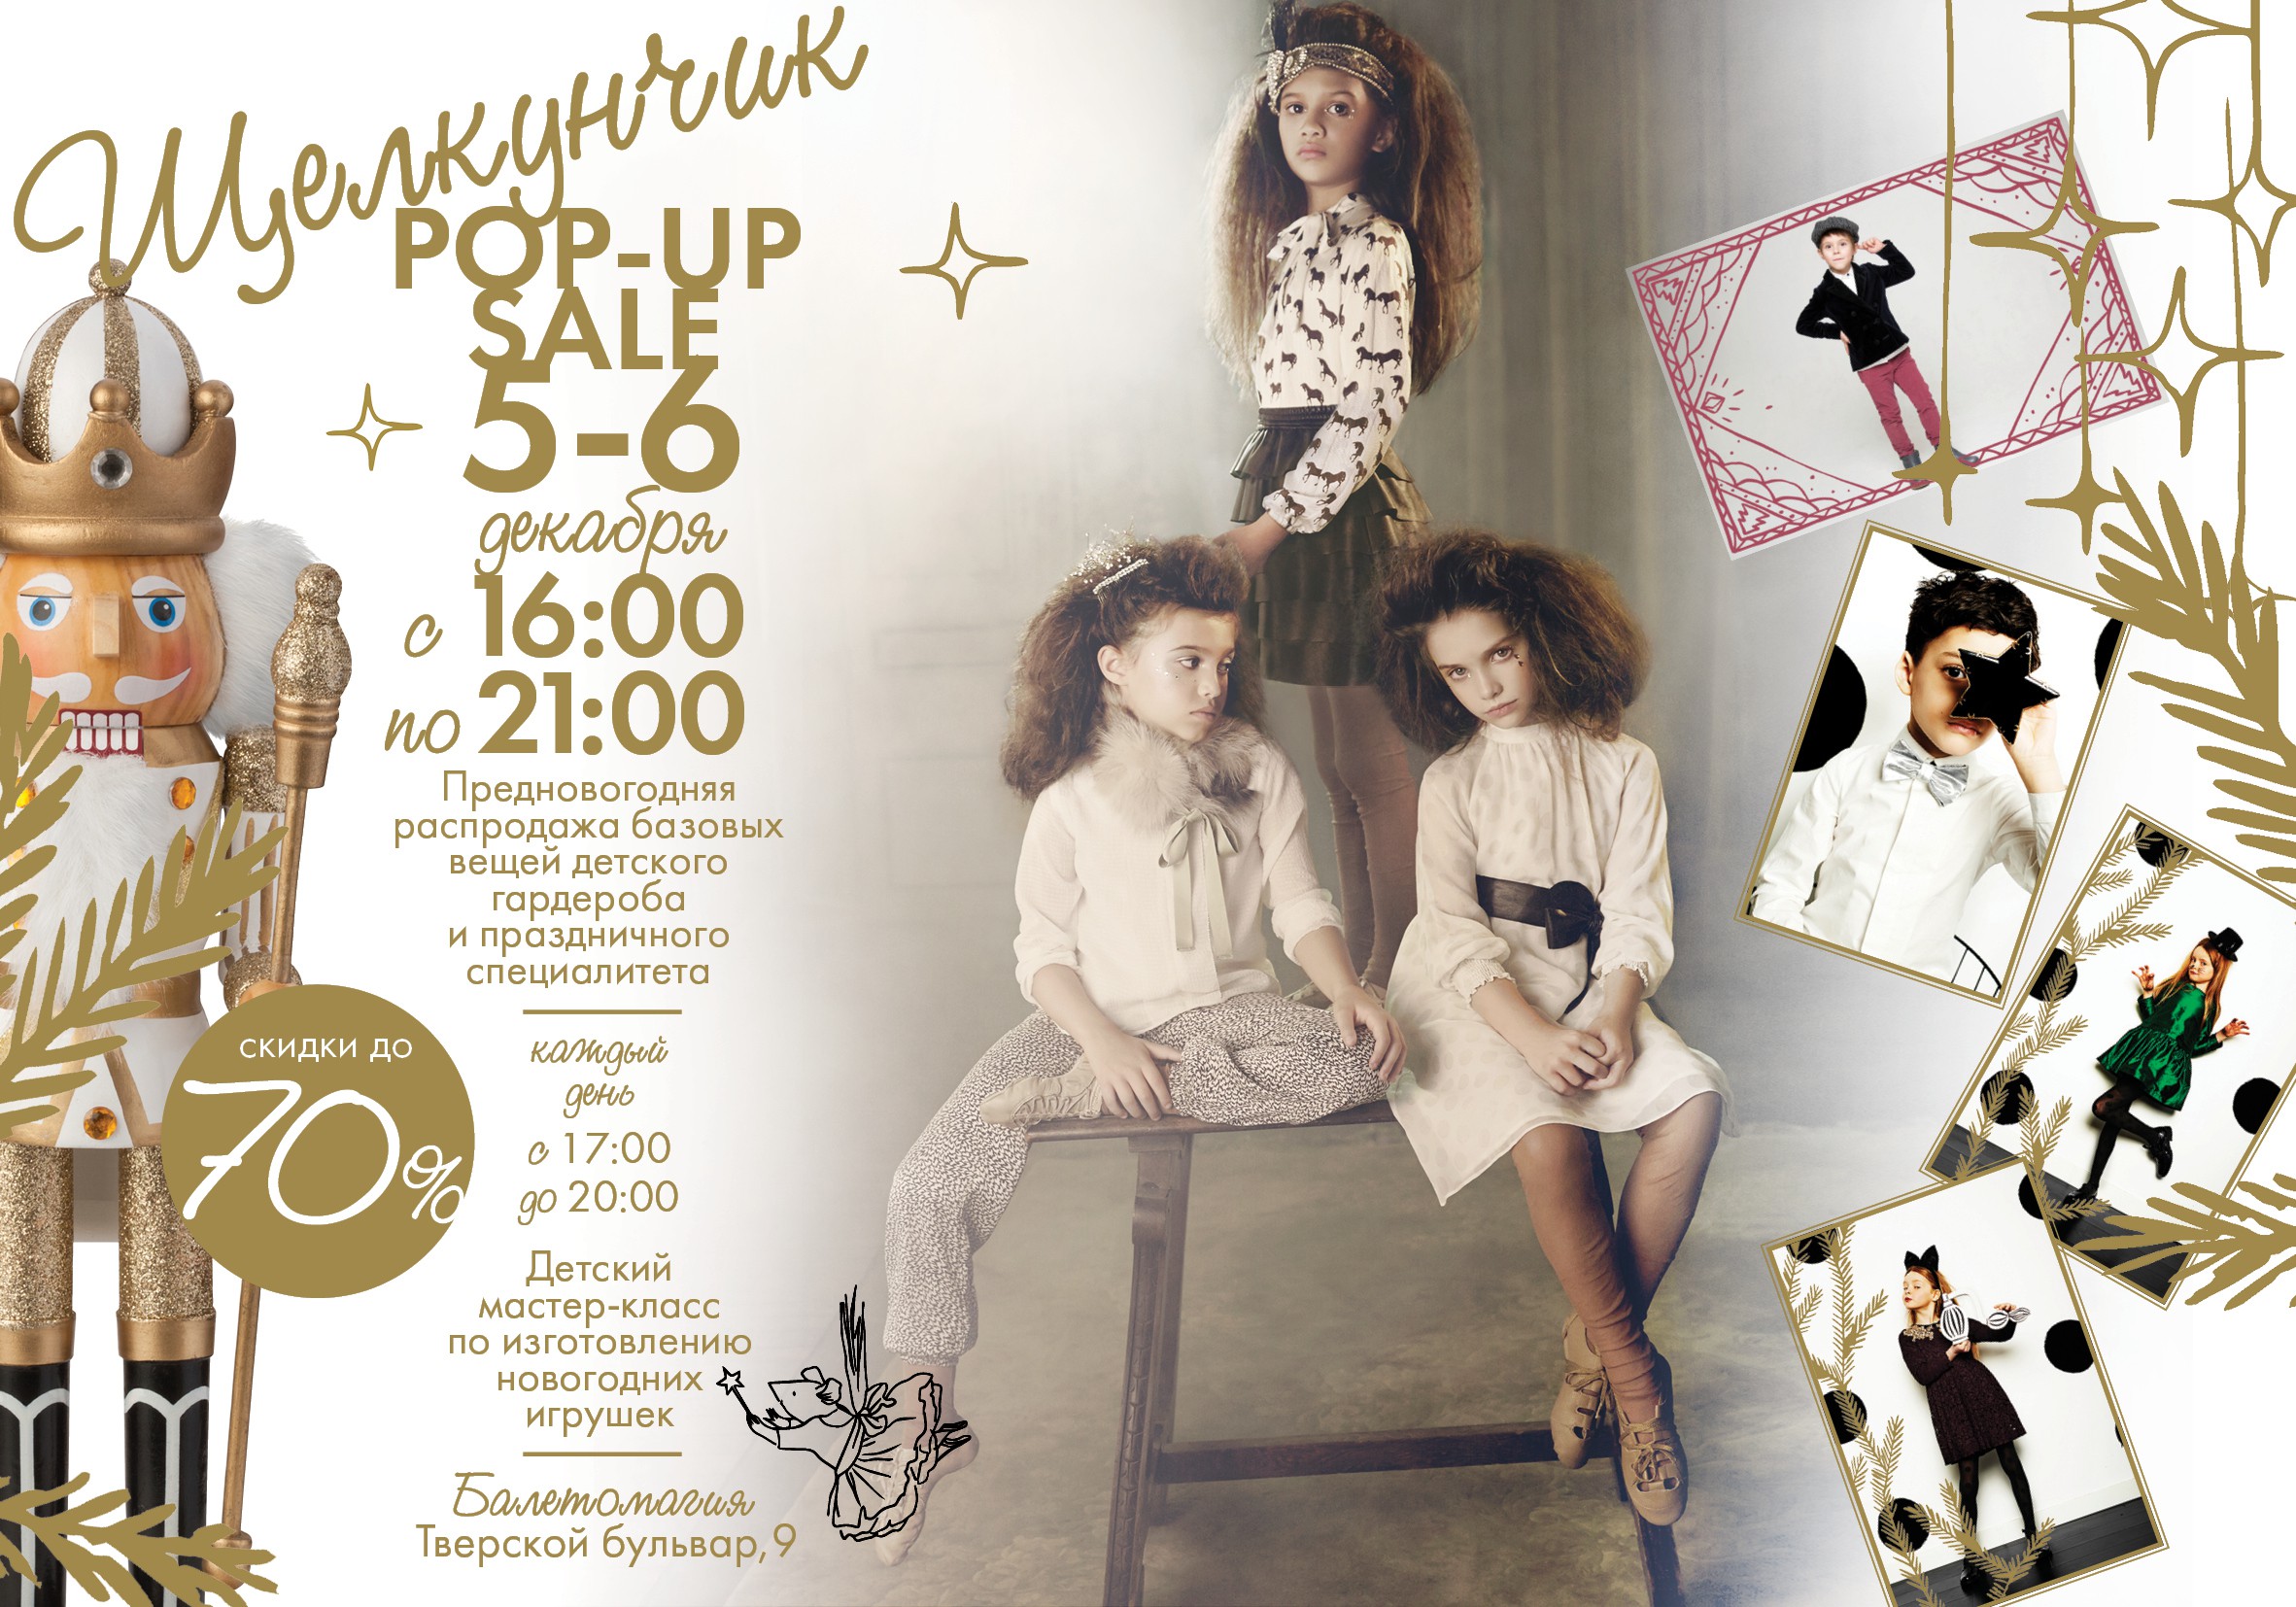 Щелкунчик
POP-UP
SALE
5-6
декабря
с 16:00
по 21:00
Предновогодняя
распродажа базовых
вещей детского
гардероба
и праздничного
специалитета
скидки до
70%
каждый
день
с 17:00
до 20:00
Детский
мастер-класс
по изготовлению
новогодних
игрушек
Балетомагия
Тверской бульвар,9